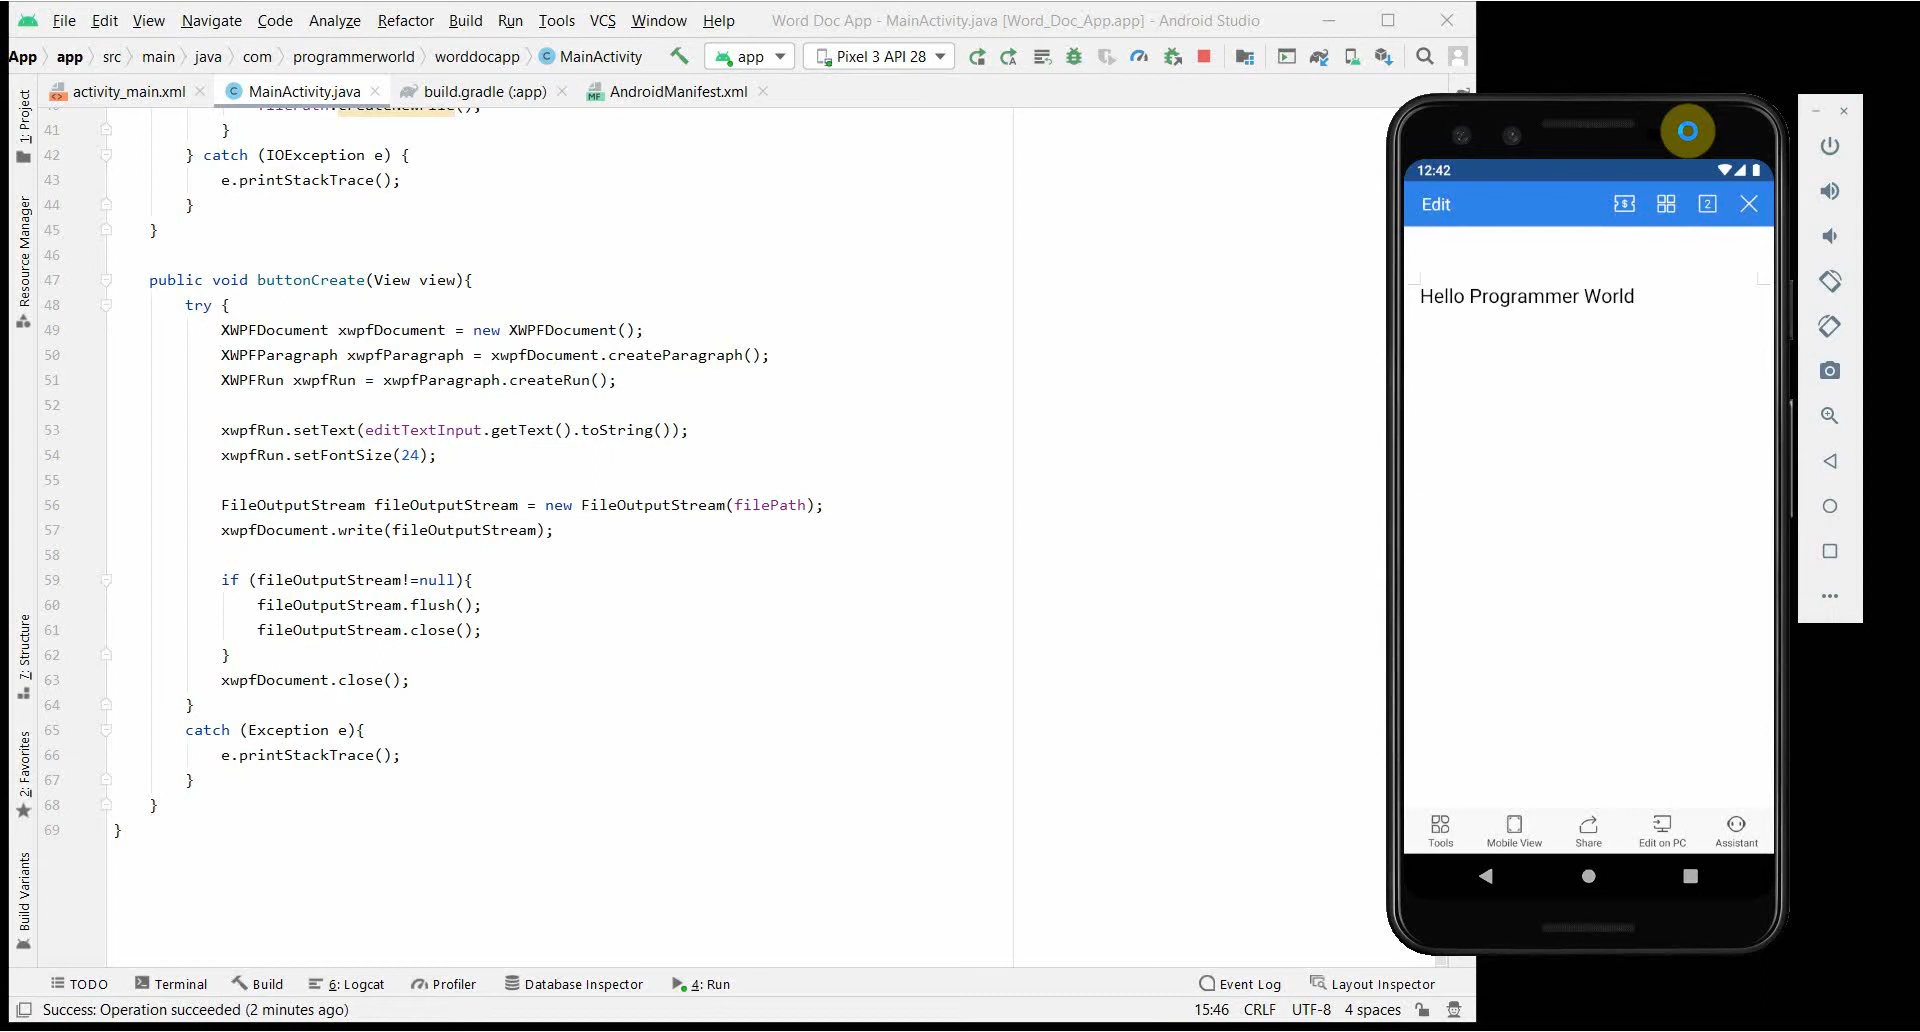 File Edit View Navigate Code Analyze Refactor Build Run Tools VCS Window Help Word Doc App - MainActivity.java [Word_Doc_App.app] - Android Studio
App app src main java com programmerworld worddocapp MainActivity app Pixel 3 API 28
activity_main.xml MainActivity.java build.gradle (:app) AndroidManifest.xml
1: Project
Resource Manager
7: Structure
2: Favorites
Build Variants
41 }
42 } catch (IOException e) {
43 e.printStackTrace();
44 }
45 }
46
47 public void buttonCreate(View view){
48 try {
49 XWPFDocument xwpfDocument = new XWPFDocument();
50 XWPFParagraph xwpfParagraph = xwpfDocument.createParagraph();
51 XWPFRun xwpfRun = xwpfParagraph.createRun();
52
53 xwpfRun.setText(editTextInput.getText().toString());
54 xwpfRun.setFontSize(24);
55
56 FileOutputStream fileOutputStream = new FileOutputStream(filePath);
57 xwpfDocument.write(fileOutputStream);
58
59 if (fileOutputStream!=null){
60 fileOutputStream.flush();
61 fileOutputStream.close();
62 }
63 xwpfDocument.close();
64 }
65 catch (Exception e){
66 e.printStackTrace();
67 }
68 }
69 }
12:42
Edit 2
Hello Programmer World
Tools Mobile View Share Edit on PC Assistant
TODO Terminal Build 6: Logcat Profiler Database Inspector 4: Run Event Log Layout Inspector
Success: Operation succeeded (2 minutes ago) 15:46 CRLF UTF-8 4 spaces